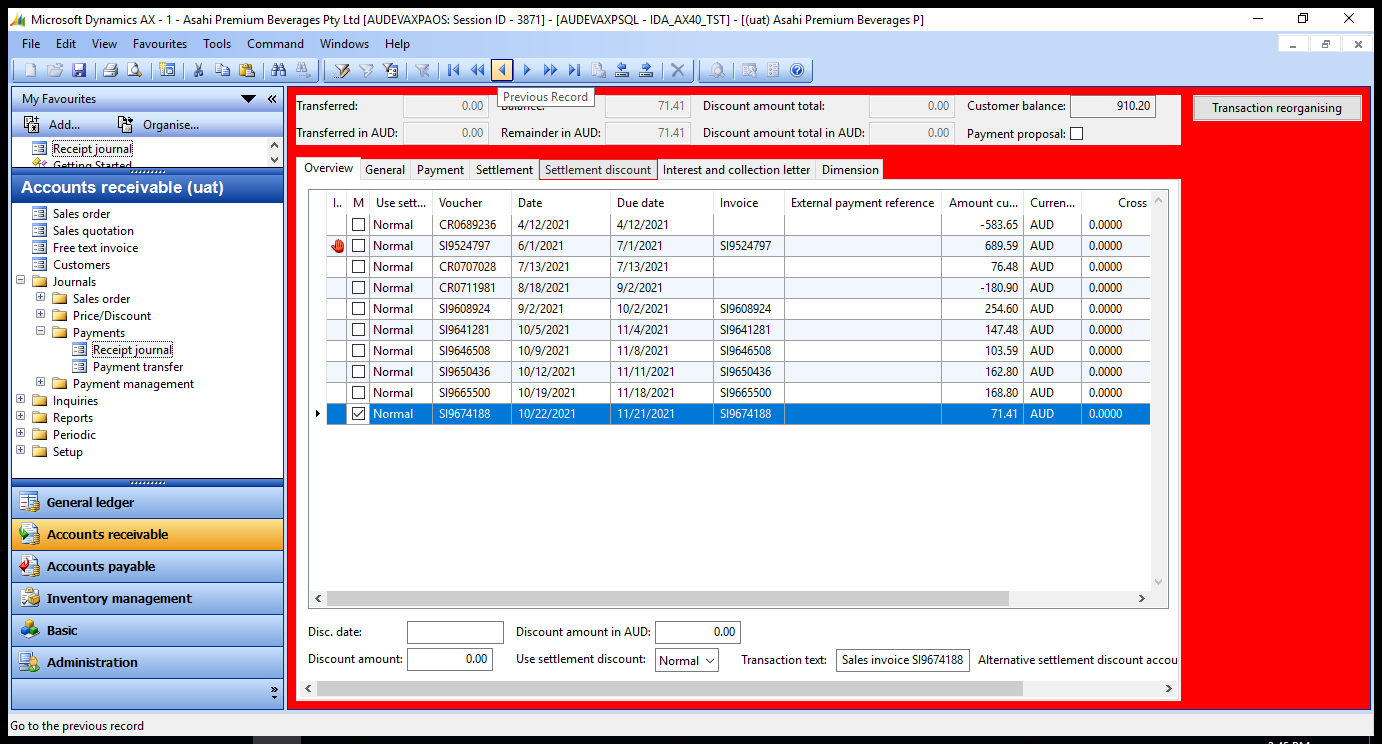 Microsoft Dynamics AX - 1 - Asahi Premium Beverages Pty Ltd [AUDEVAXPAOS: Session ID - 3871] - [AUDEVAXPSQL - IDA_AX40_TST] - [(uat) Asahi Premium Beverages P]
File Edit View Favourites Tools Command Windows Help
My Favourites
Add... Organise...
Receipt journal
Getting Started
Accounts receivable (uat)
Sales order
Sales quotation
Free text invoice
Customers
Journals
Sales order
Price/Discount
Payments
Receipt journal
Payment transfer
Payment management
Inquiries
Reports
Periodic
Setup
General ledger
Accounts receivable
Accounts payable
Inventory management
Basic
Administration
Previous Record
Transferred: 0.00 Balance: 71.41 Discount amount total: 0.00 Customer balance: 910.20 Transaction reorganising
Transferred in AUD: 0.00 Remainder in AUD: 71.41 Discount amount total in AUD: 0.00 Payment proposal:
Overview General Payment Settlement Settlement discount Interest and collection letter Dimension
I.. M Use sett... Voucher Date Due date Invoice External payment reference Amount cu... Curren... Cross
Normal CR0689236 4/12/2021 4/12/2021 -583.65 AUD 0.0000
Normal SI9524797 6/1/2021 7/1/2021 SI9524797 689.59 AUD 0.0000
Normal CR0707028 7/13/2021 7/13/2021 76.48 AUD 0.0000
Normal CR0711981 8/18/2021 9/2/2021 -180.90 AUD 0.0000
Normal SI9608924 9/2/2021 10/2/2021 SI9608924 254.60 AUD 0.0000
Normal SI9641281 10/5/2021 11/4/2021 SI9641281 147.48 AUD 0.0000
Normal SI9646508 10/9/2021 11/8/2021 SI9646508 103.59 AUD 0.0000
Normal SI9650436 10/12/2021 11/11/2021 SI9650436 162.80 AUD 0.0000
Normal SI9665500 10/19/2021 11/18/2021 SI9665500 168.80 AUD 0.0000
Normal SI9674188 10/22/2021 11/21/2021 SI9674188 71.41 AUD 0.0000
Disc. date: Discount amount in AUD: 0.00
Discount amount: 0.00 Use settlement discount: Normal Transaction text: Sales invoice SI9674188 Alternative settlement discount accou
Go to the previous record